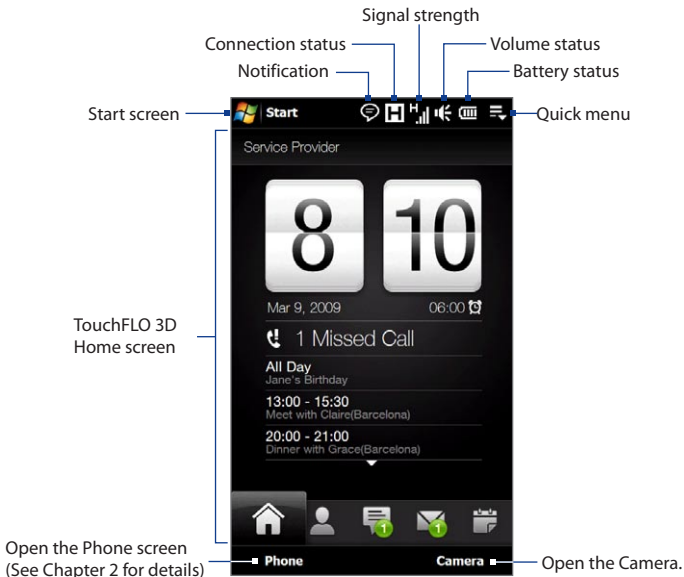 Signal strength
Connection status
Volume status
Notification
Battery status
Start screen
Start
H
H
Quick menu
Service Provider
8 10
Mar 9, 2009 06:00
1 Missed Call
All Day
Jane's Birthday
13:00 - 15:30
Meet with Claire(Barcelona)
20:00 - 21:00
Dinner with Grace(Barcelona)
TouchFLO 3D
Home screen
1 1
Open the Phone screen
(See Chapter 2 for details)
Phone Camera
Open the Camera.